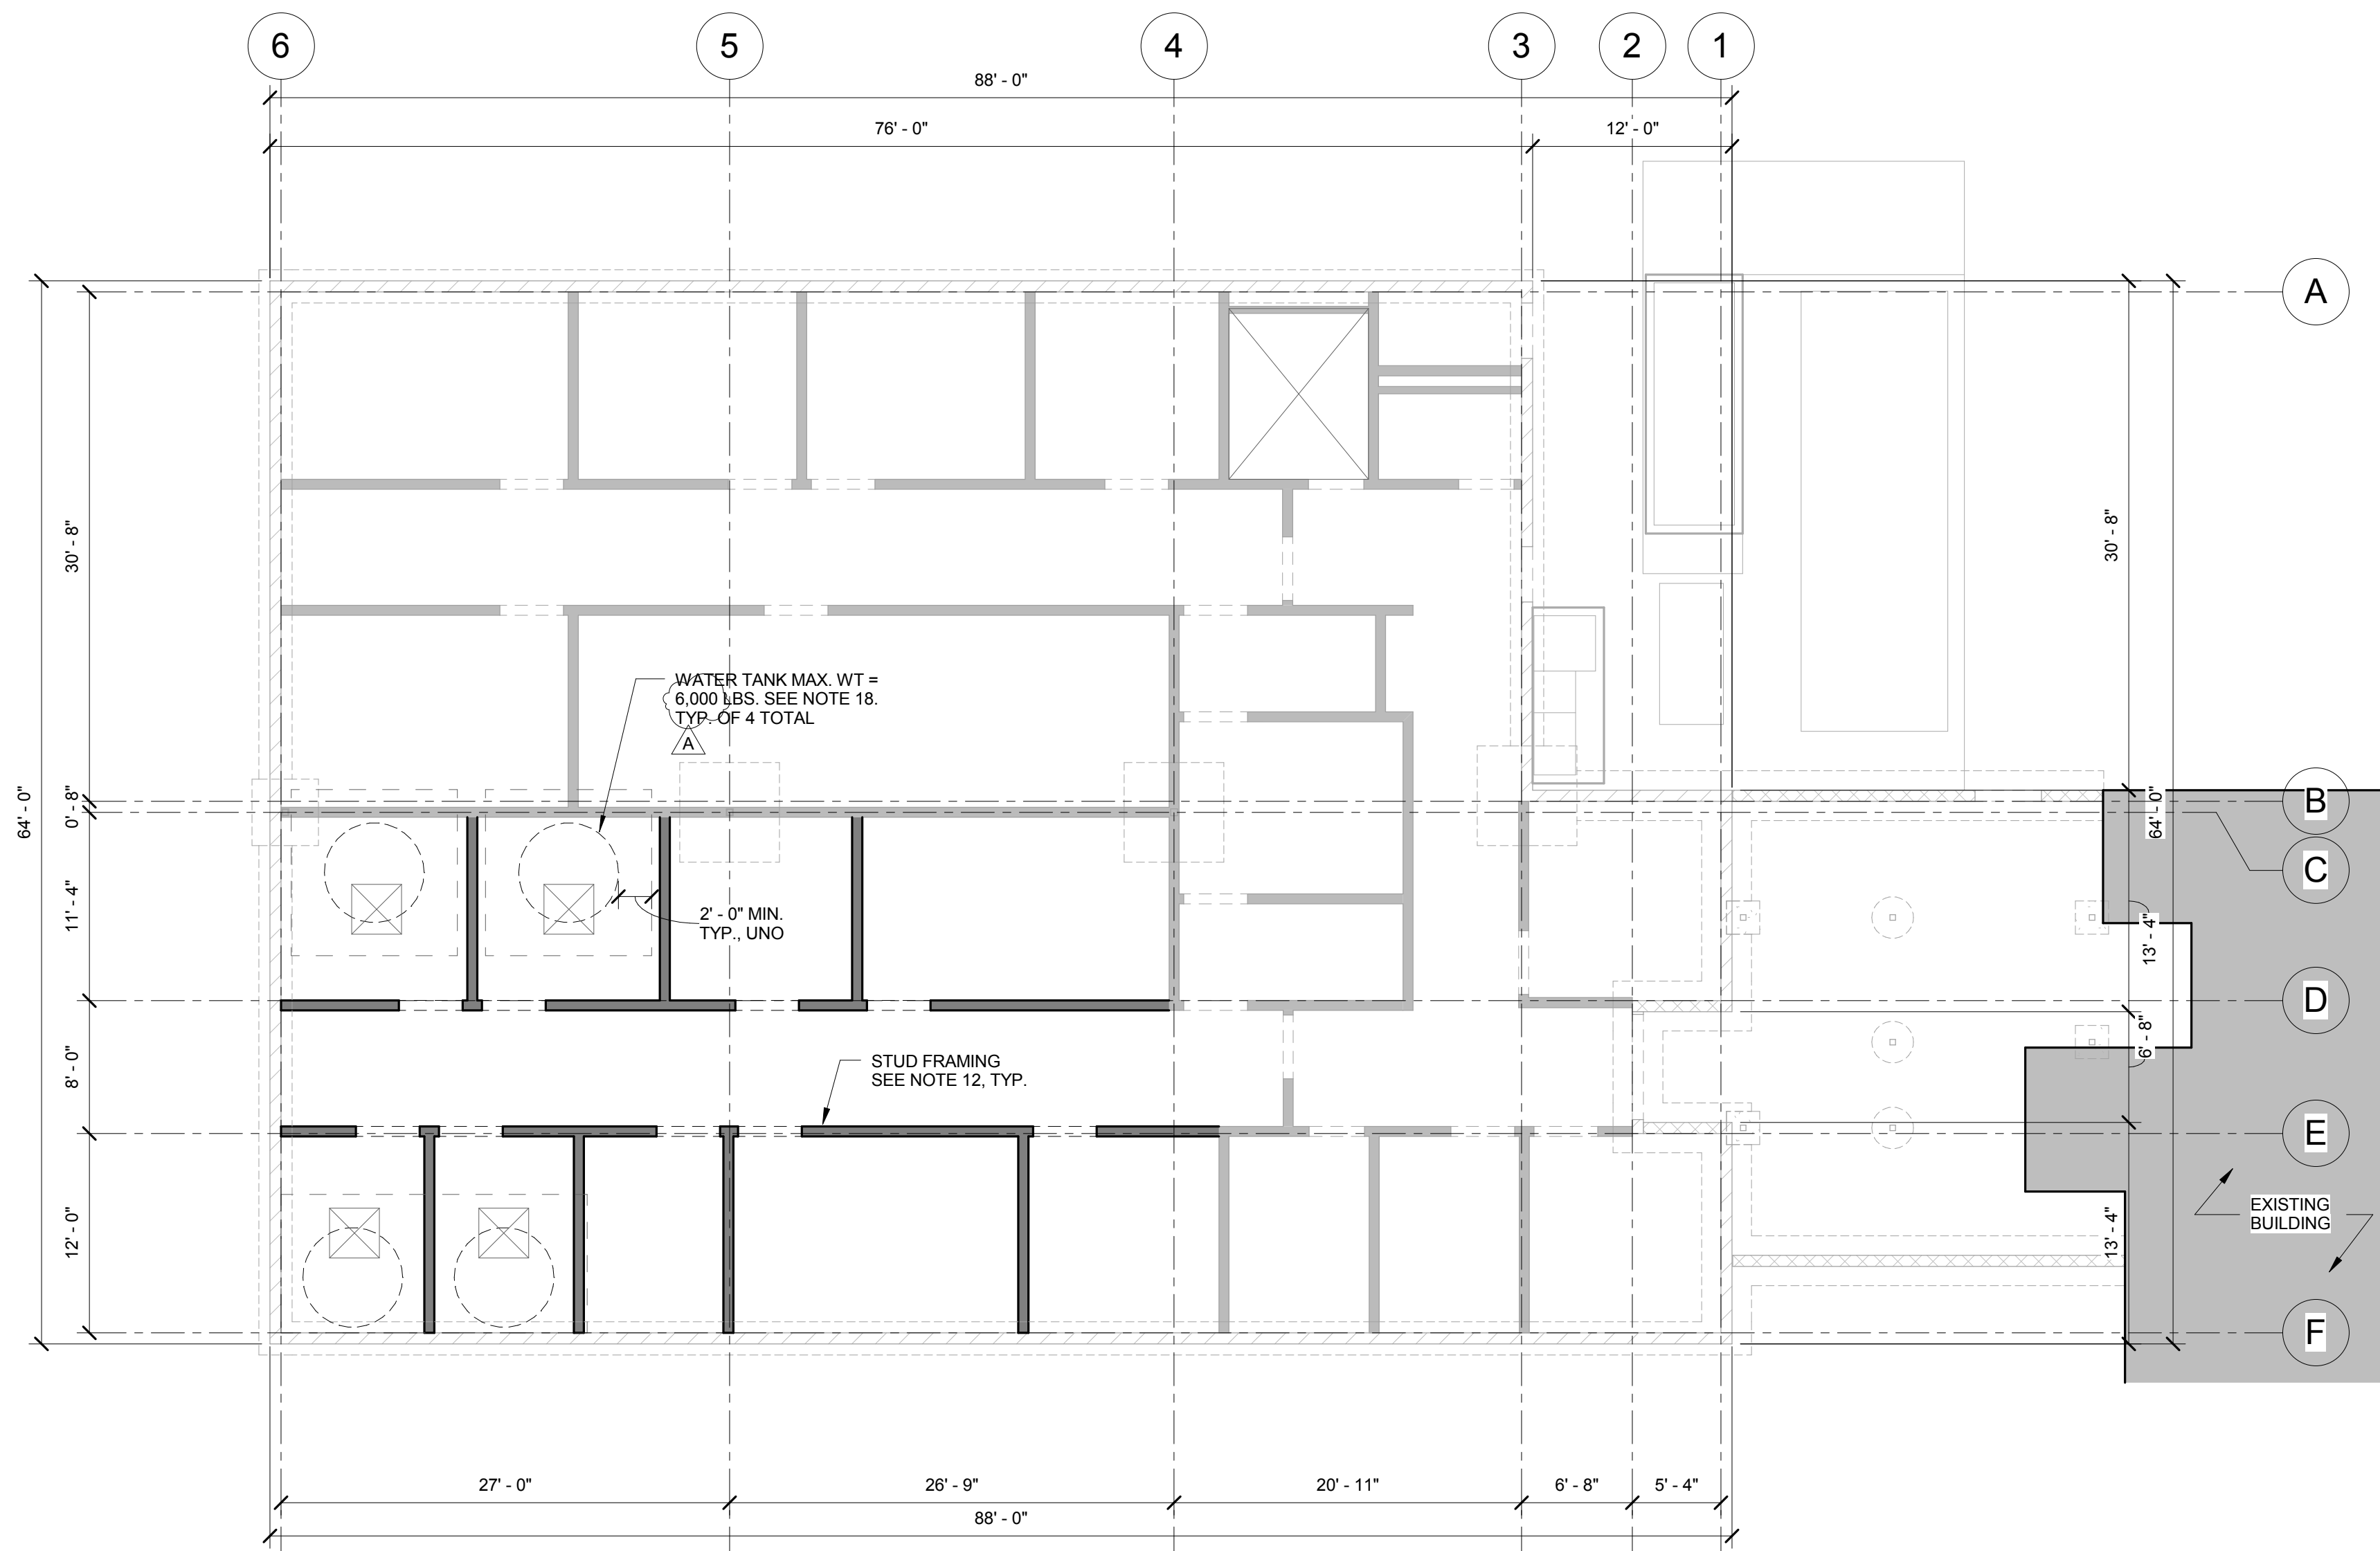 6
5
4
3
2
1
88' - 0"
76' - 0"
12' - 0"
A
30' - 8"
30' - 8"
WATER TANK MAX. WT =
6,000 LBS. SEE NOTE 18.
TYP. OF 4 TOTAL
A
64' - 0"
0' - 8"
64' - 0"
B
C
11' - 4"
2' - 0" MIN.
TYP., UNO
13' - 4"
D
8' - 0"
STUD FRAMING
SEE NOTE 12, TYP.
6' - 8"
E
12' - 0"
13' - 4"
EXISTING
BUILDING
F
27' - 0"
26' - 9"
20' - 11"
6' - 8"
5' - 4"
88' - 0"